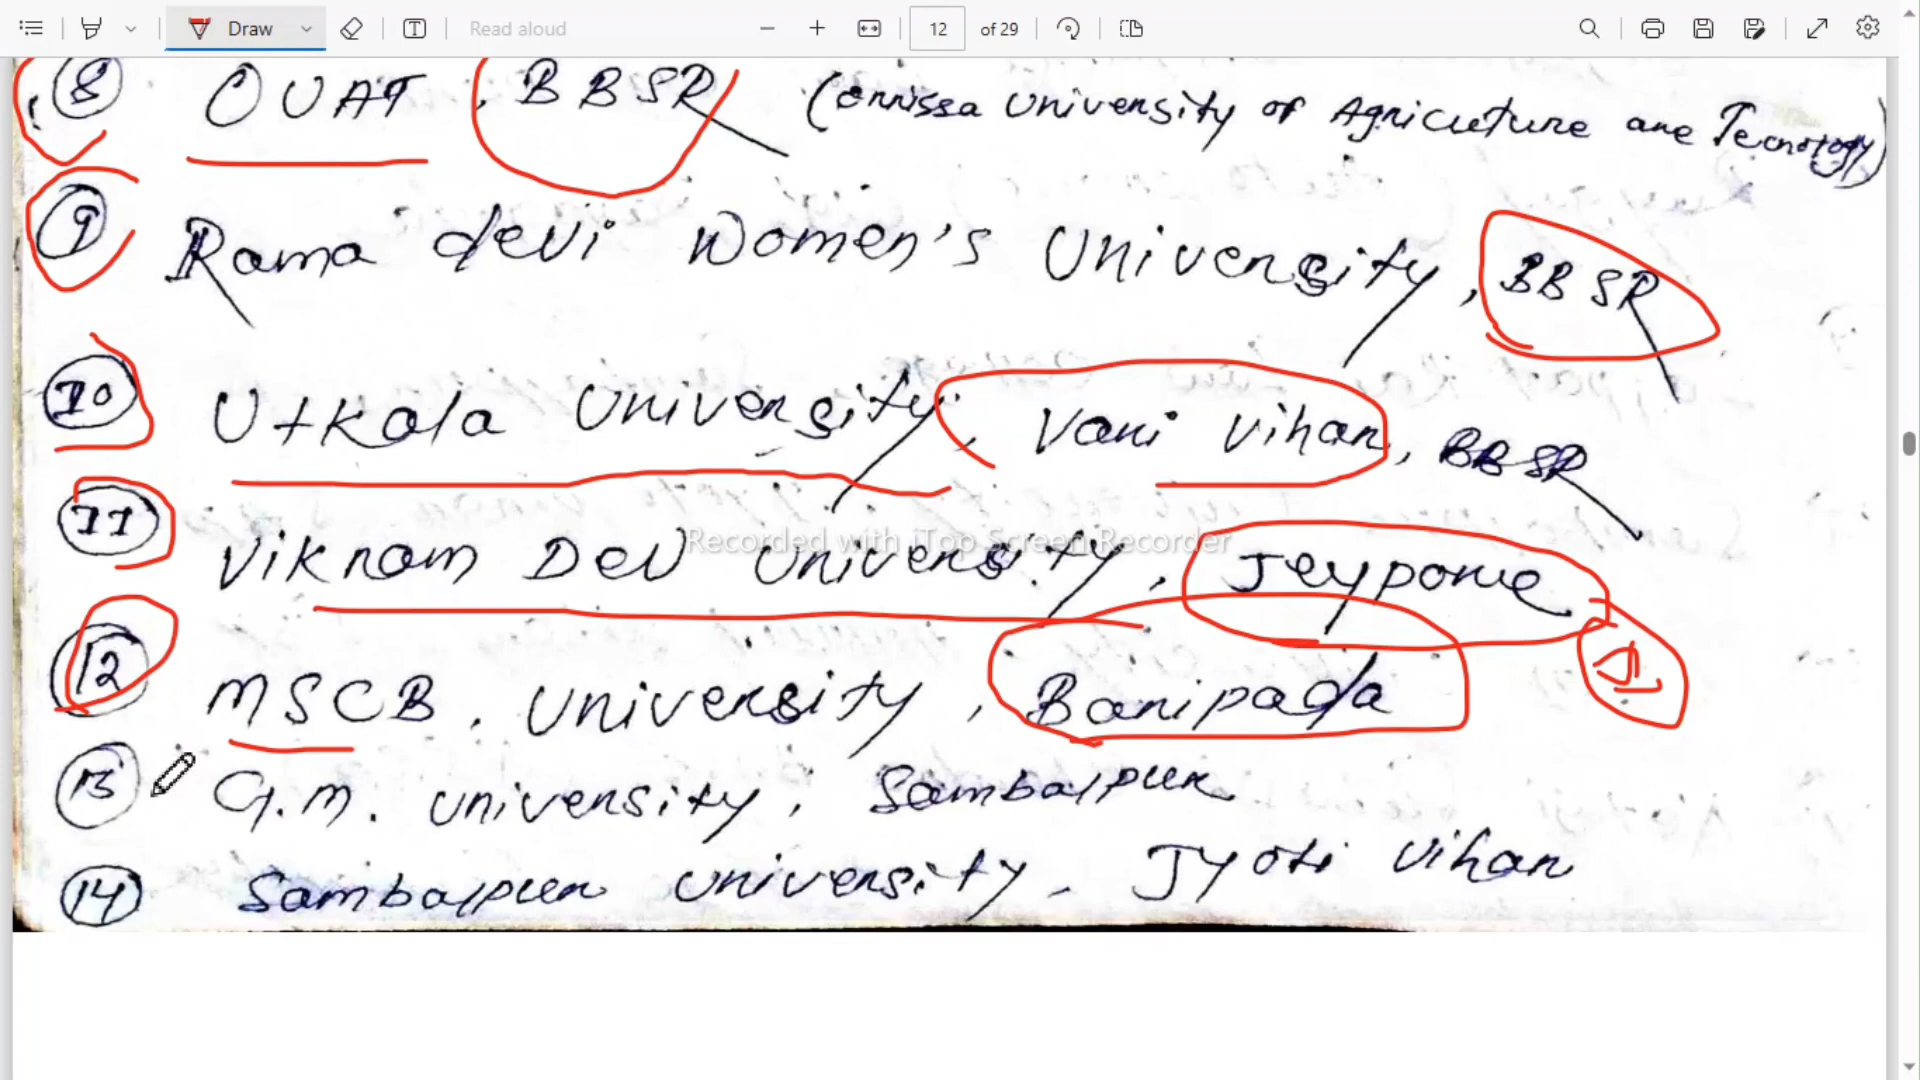 Draw
Read aloud
12 of 29
8 OUAT, BBSR (Orrissa University of Agriculture and Tecnology)
9 Rama devi Women's University, BBSR
10 Utkala University, Vani Vihar, BBSR
11 Vikram Dev University, Jeypore
Recorded with iTop Screen Recorder
12 MSCB. University, Baripada
13 G.M. University, Sambalpur
14 Sambalpur University, Jyoti Vihar